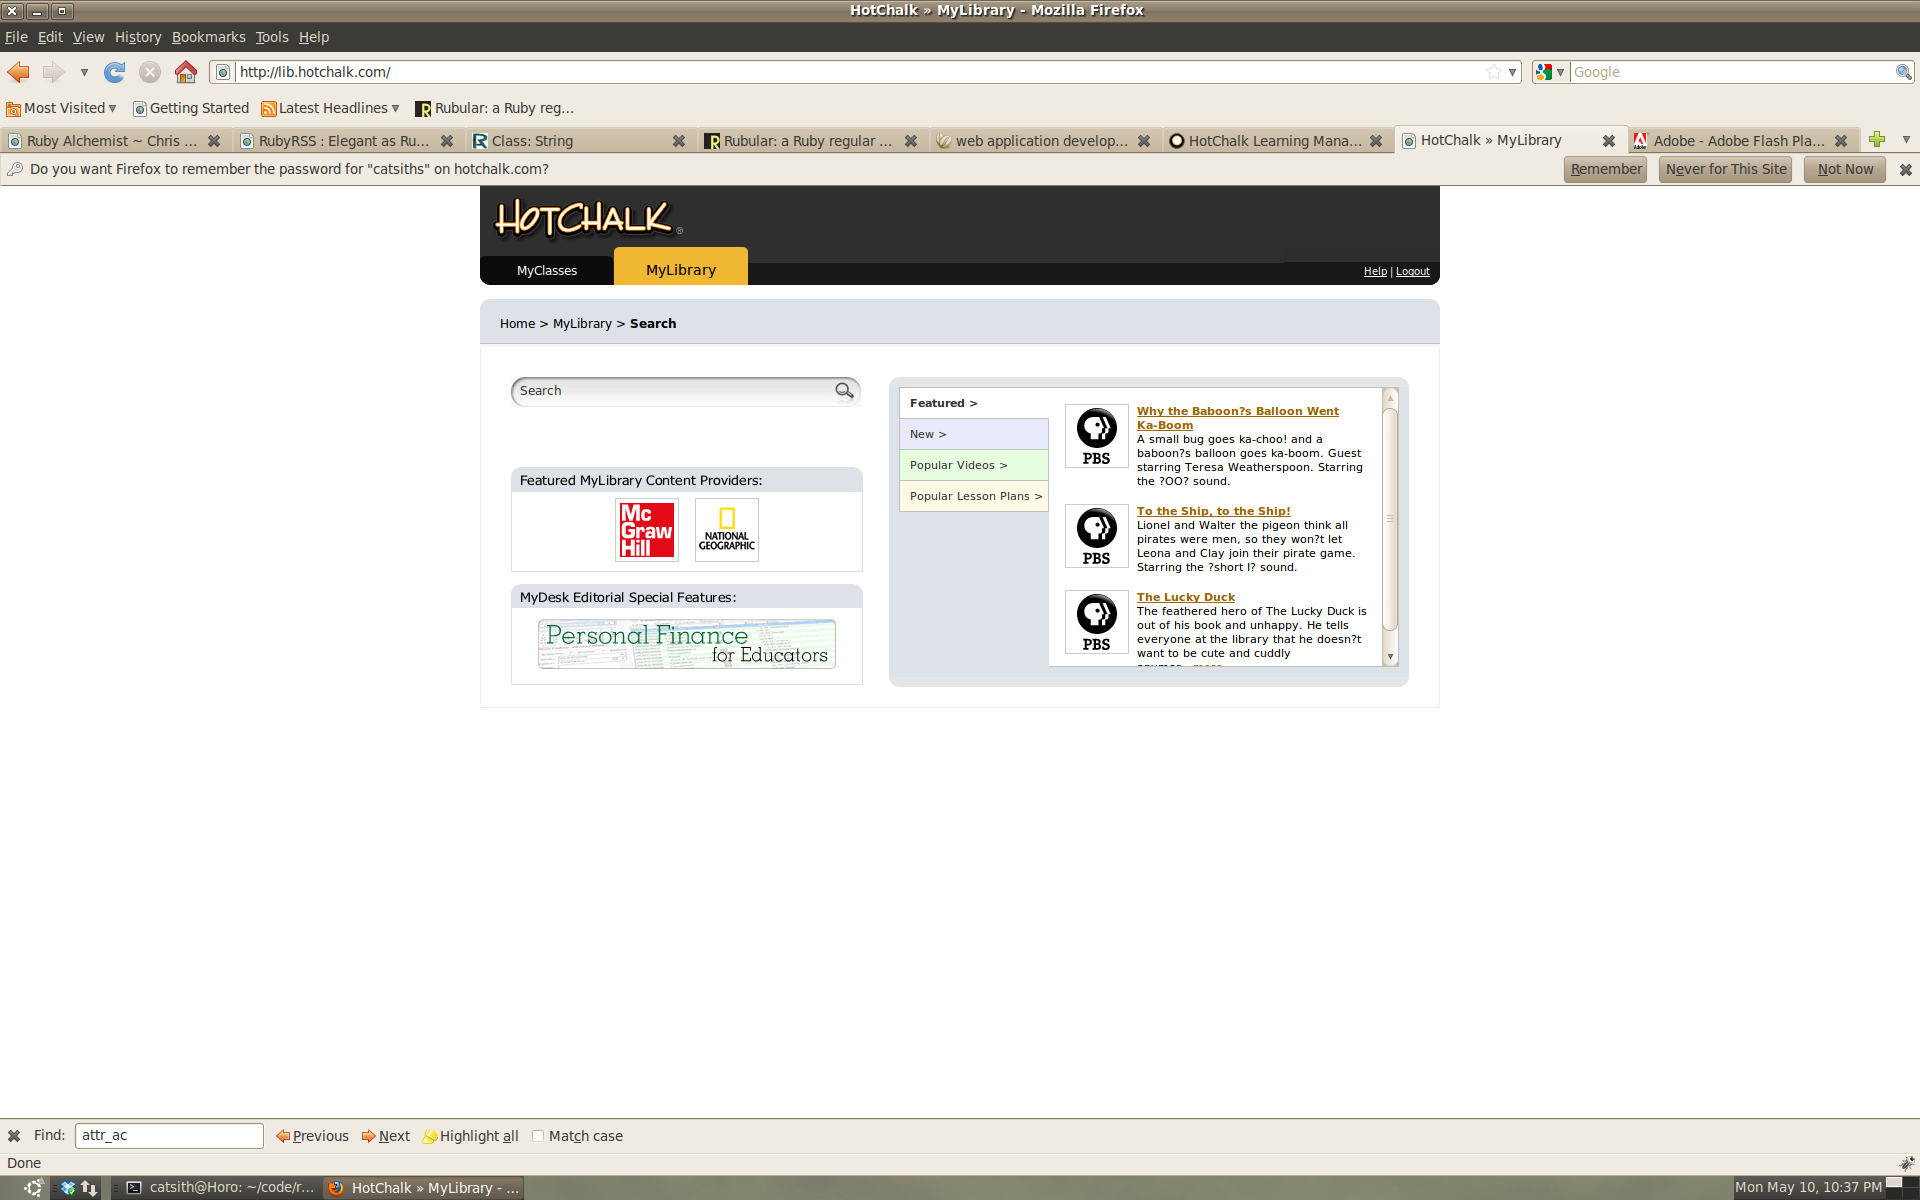 HotChalk » MyLibrary - Mozilla Firefox
File Edit View History Bookmarks Tools Help
http://lib.hotchalk.com/
Google
Most Visited Getting Started Latest Headlines Rubular: a Ruby reg...
Ruby Alchemist ~ Chris ... RubyRSS : Elegant as Ru... Class: String Rubular: a Ruby regular ... web application develop... HotChalk Learning Mana... HotChalk » MyLibrary Adobe - Adobe Flash Pla...
Do you want Firefox to remember the password for "catsiths" on hotchalk.com? Remember Never for This Site Not Now
HOTCHALK ®
MyClasses MyLibrary Help | Logout
Home > MyLibrary > Search
Search
Featured MyLibrary Content Providers:
Mc
Graw
Hill
NATIONAL
GEOGRAPHIC
MyDesk Editorial Special Features:
Personal Finance
for Educators
Featured >
New >
Popular Videos >
Popular Lesson Plans >
PBS
Why the Baboon?s Balloon Went
Ka-Boom
A small bug goes ka-choo! and a
baboon?s balloon goes ka-boom. Guest
starring Teresa Weatherspoon. Starring
the ?OO? sound.
PBS
To the Ship, to the Ship!
Lionel and Walter the pigeon think all
pirates were men, so they won?t let
Leona and Clay join their pirate game.
Starring the ?short I? sound.
PBS
The Lucky Duck
The feathered hero of The Lucky Duck is
out of his book and unhappy. He tells
everyone at the library that he doesn?t
want to be cute and cuddly
Find: attr_ac Previous Next Highlight all Match case
Done
catsith@Horo: ~/code/r... HotChalk » MyLibrary - ... Mon May 10, 10:37 PM